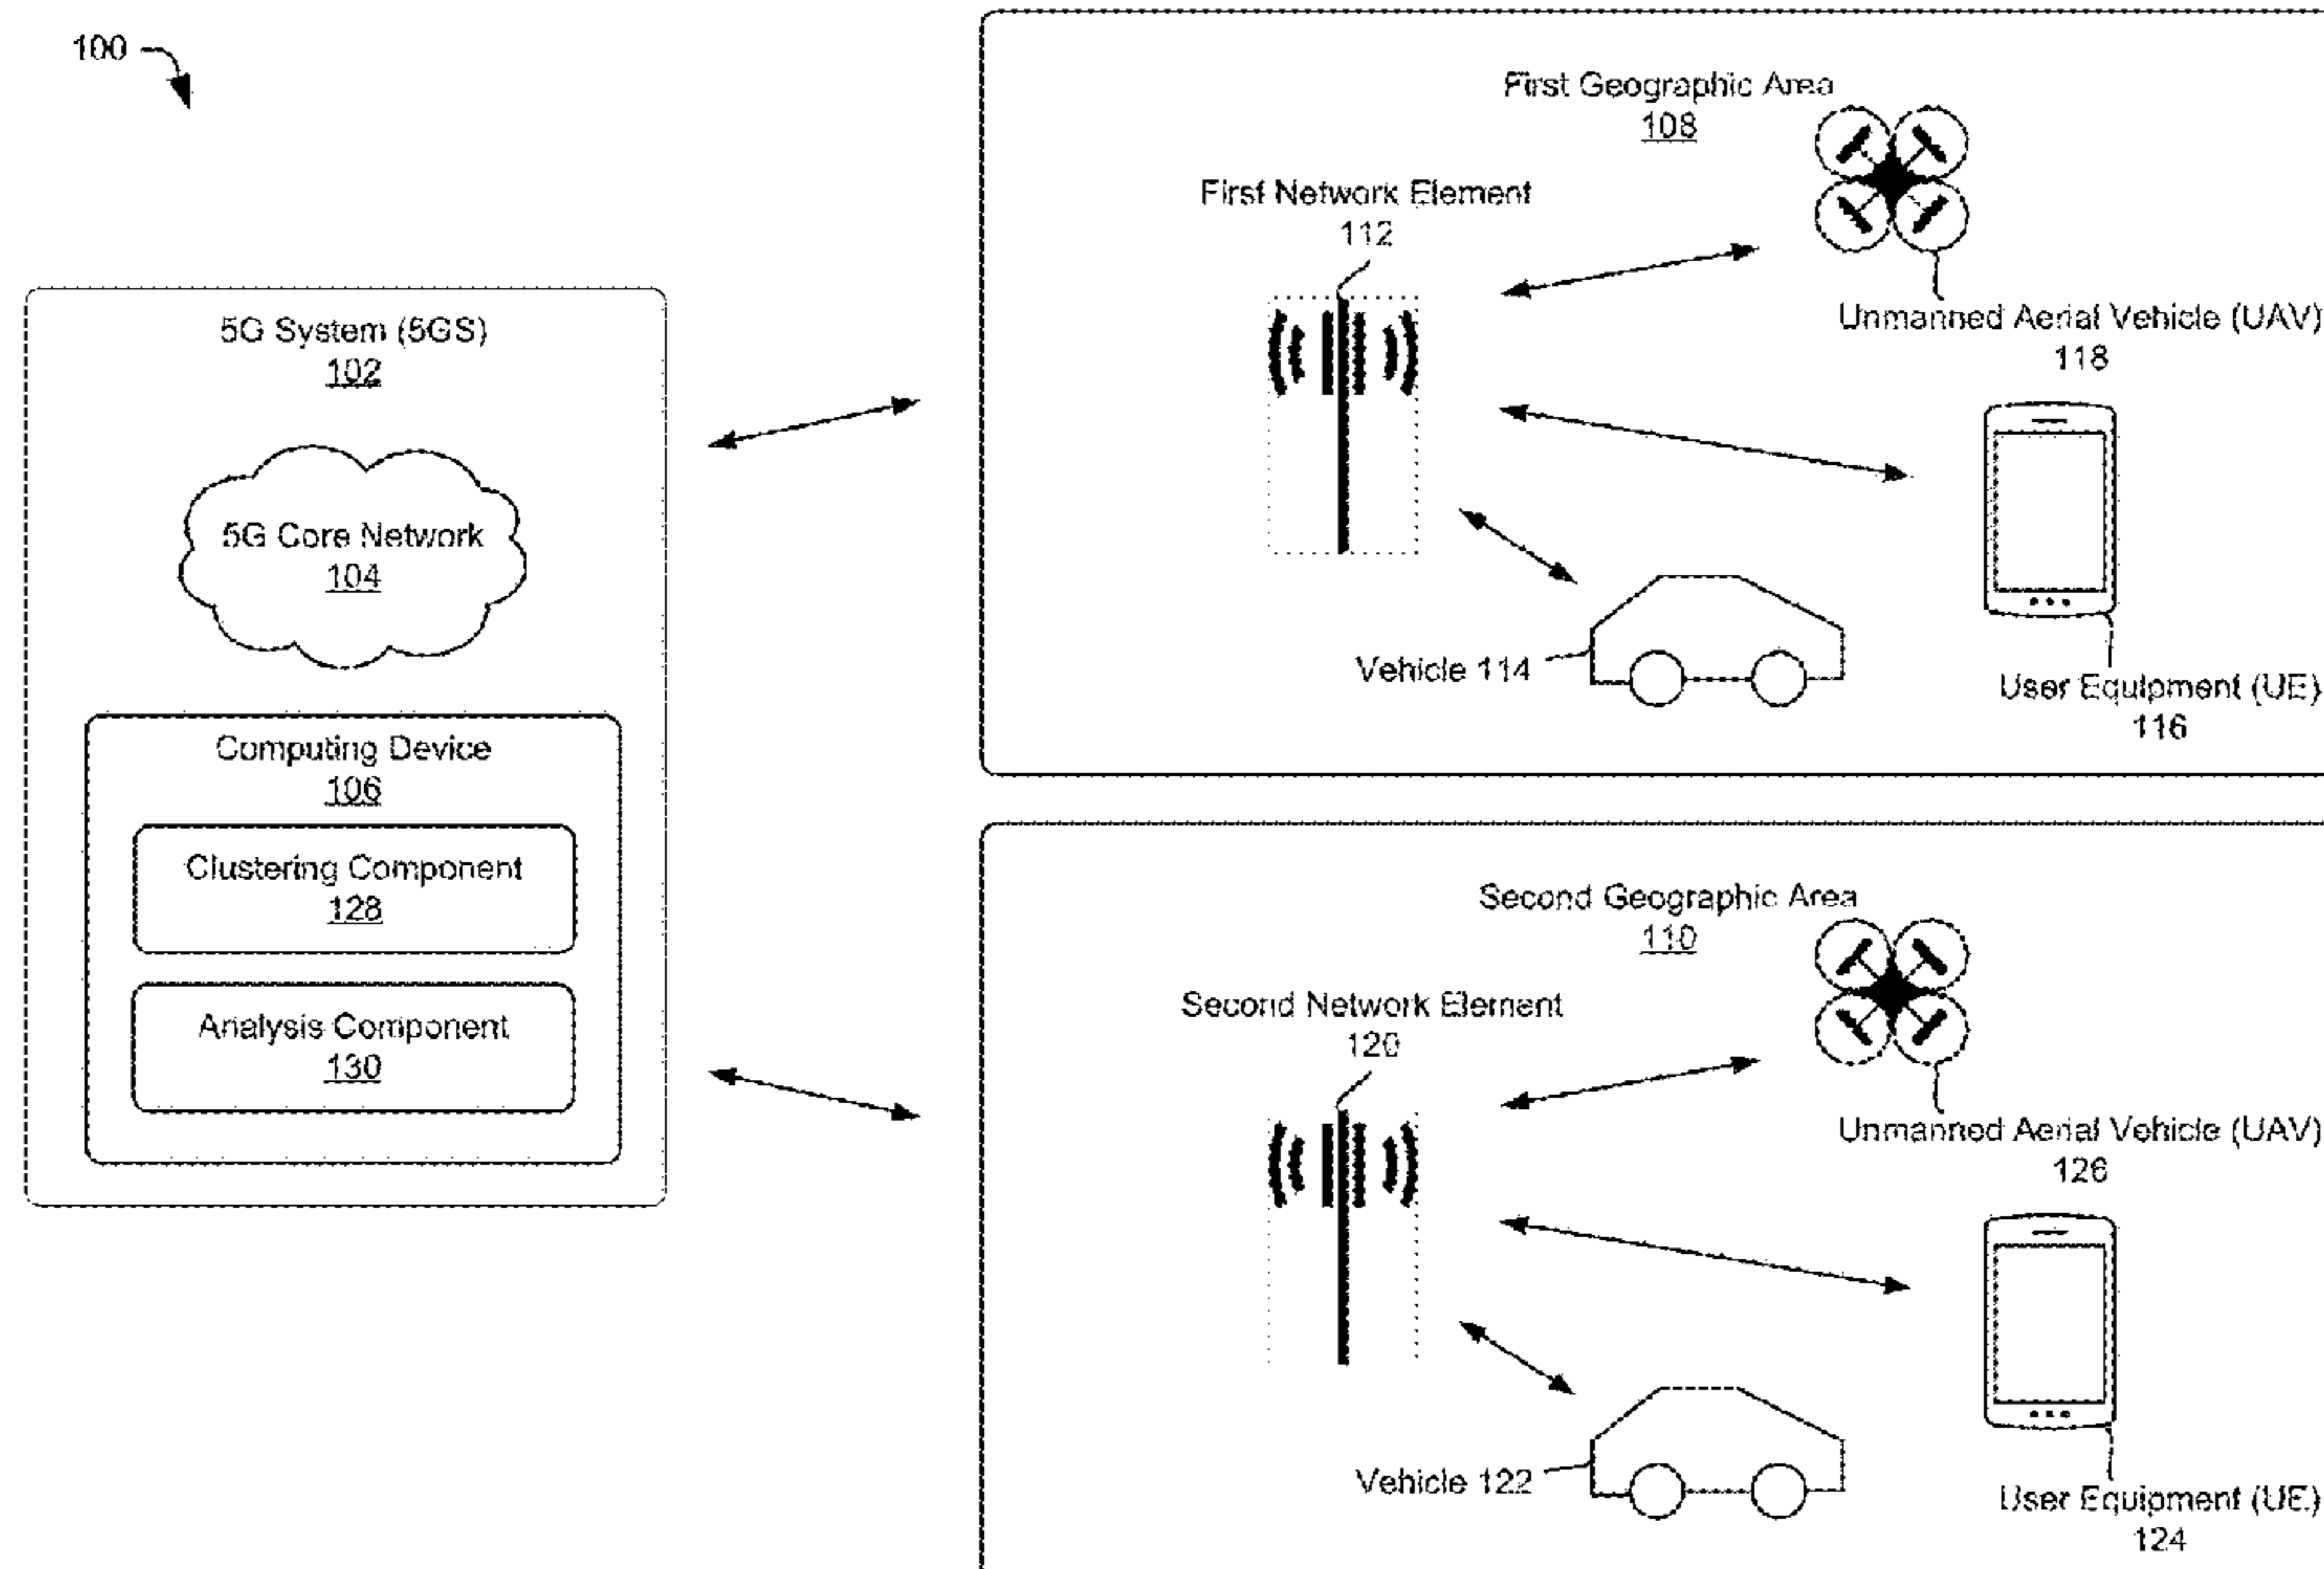 100
5G System (5GS)
102
5G Core Network
104
Computing Device
106
Clustering Component
128
Analysis Component
130
First Geographic Area
108
First Network Element
112
Unmanned Aerial Vehicle (UAV)
118
Vehicle 114
User Equipment (UE)
116
Second Geographic Area
110
Second Network Element
120
Unmanned Aerial Vehicle (UAV)
126
Vehicle 122
User Equipment (UE)
124